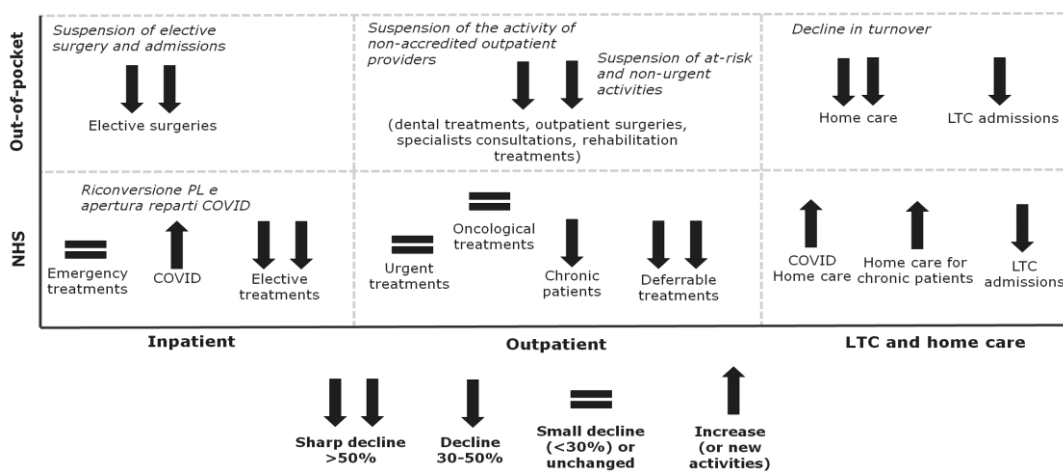 Out-of-pocket
Suspension of elective
surgery and admissions
Elective surgeries
Suspension of the activity of
non-accredited outpatient
providers
Suspension of at-risk
and non-urgent
activities
(dental treatments, outpatient surgeries,
specialists consultations, rehabilitation
treatments)
Decline in turnover
Home care
LTC admissions
NHS
Riconversione PL e
apertura reparti COVID
Emergency
treatments
COVID
Elective
treatments
Oncological
treatments
Urgent
treatments
Chronic
patients
Deferrable
treatments
COVID
Home care
Home care for
chronic patients
LTC
admissions
Inpatient
Outpatient
LTC and home care
Sharp decline
>50%
Decline
30-50%
Small decline
(<30%) or
unchanged
Increase
(or new
activities)